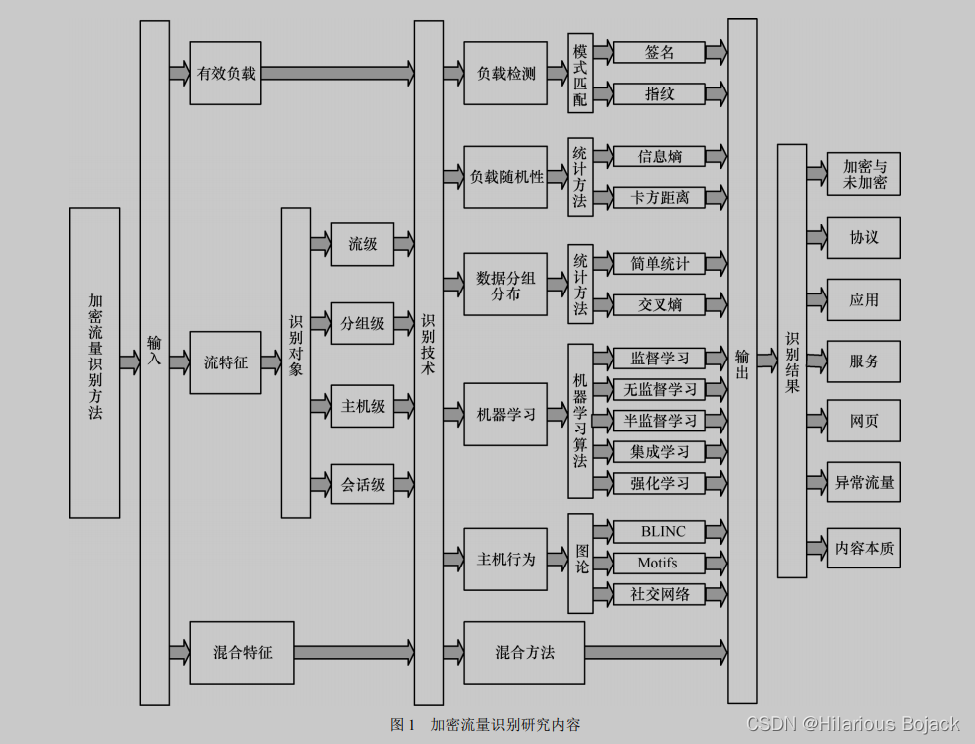 加密流量识别方法
输入
有效负载
流特征
混合特征
识别对象
流级
分组级
主机级
会话级
识别技术
负载检测
模式匹配
签名
指纹
负载随机性
统计方法
信息熵
卡方距离
数据分组
分布
统计方法
简单统计
交叉熵
机器学习
机器学习算法
监督学习
无监督学习
半监督学习
集成学习
强化学习
主机行为
图论
BLINC
Motifs
社交网络
混合方法
输出
识别结果
加密与
未加密
协议
应用
服务
网页
异常流量
内容本质
图 1 加密流量识别研究内容
CSDN @Hilarious Bojack